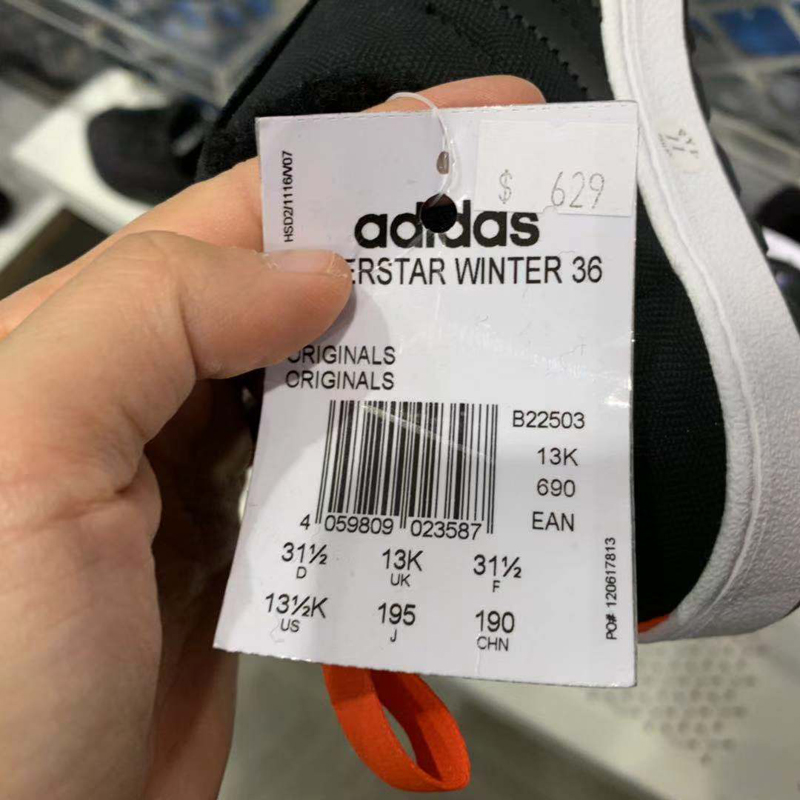 $ 629
HSD2/1116/V07
adidas
ERSTAR WINTER 36
ORIGINALS
ORIGINALS
B22503
13K
690
EAN
4 059809 023587
31½ 13K 31½
D UK F
13½K 195 190
US J CHN
PO# 120617813